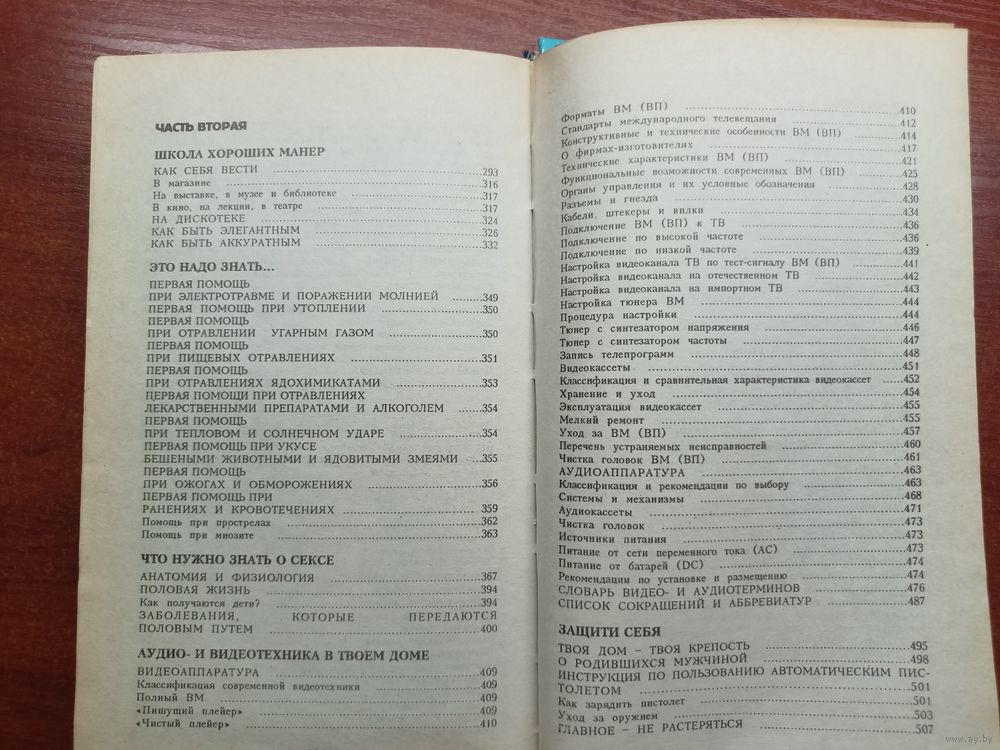 ЧАСТЬ ВТОРАЯ
ШКОЛА ХОРОШИХ МАНЕР
КАК СЕБЯ ВЕСТИ 293
В магазине 316
На выставке, в музее и библиотеке 317
В кино, на лекции, в театре 317
НА ДИСКОТЕКЕ 324
КАК БЫТЬ ЭЛЕГАНТНЫМ 326
КАК БЫТЬ АККУРАТНЫМ 332
ЭТО НАДО ЗНАТЬ...
ПЕРВАЯ ПОМОЩЬ
ПРИ ЭЛЕКТРОТРАВМЕ И ПОРАЖЕНИИ МОЛНИЕЙ 349
ПЕРВАЯ ПОМОЩЬ ПРИ УТОПЛЕНИИ 350
ПЕРВАЯ ПОМОЩЬ
ПРИ ОТРАВЛЕНИИ УГАРНЫМ ГАЗОМ 350
ПЕРВАЯ ПОМОЩЬ
ПРИ ПИЩЕВЫХ ОТРАВЛЕНИЯХ 351
ПЕРВАЯ ПОМОЩЬ
ПРИ ОТРАВЛЕНИЯХ ЯДОХИМИКАТАМИ 353
ПЕРВАЯ ПОМОЩИ ПРИ ОТРАВЛЕНИЯХ
ЛЕКАРСТВЕННЫМИ ПРЕПАРАТАМИ И АЛКОГОЛЕМ 354
ПЕРВАЯ ПОМОЩЬ
ПРИ ТЕПЛОВОМ И СОЛНЕЧНОМ УДАРЕ 354
ПЕРВАЯ ПОМОЩЬ ПРИ УКУСЕ
БЕШЕНЫМИ ЖИВОТНЫМИ И ЯДОВИТЫМИ ЗМЕЯМИ 355
ПЕРВАЯ ПОМОЩЬ
ПРИ ОЖОГАХ И ОБМОРОЖЕНИЯХ 356
ПЕРВАЯ ПОМОЩЬ ПРИ
РАНЕНИЯХ И КРОВОТЕЧЕНИЯХ 359
Помощь при прострелах 362
Помощь при миозите 363
ЧТО НУЖНО ЗНАТЬ О СЕКСЕ
АНАТОМИЯ И ФИЗИОЛОГИЯ 367
ПОЛОВАЯ ЖИЗНЬ 394
Как получаются дети? 394
ЗАБОЛЕВАНИЯ, КОТОРЫЕ ПЕРЕДАЮТСЯ
ПОЛОВЫМ ПУТЕМ 400
АУДИО- И ВИДЕОТЕХНИКА В ТВОЕМ ДОМЕ
ВИДЕОАППАРАТУРА 409
Классификация современной видеотехники 409
Полный ВМ 409
«Пишущий плейер» 409
«Чистый плейер» 410
Форматы ВМ (ВП) 410
Стандарты международного телевещания 412
Конструктивные и технические особенности ВМ (ВП) 414
О фирмах-изготовителях 417
Технические характеристики ВМ (ВП) 421
Функциональные возможности современных ВМ (ВП) 425
Органы управления и их условные обозначения 428
Разъемы и гнезда 430
Кабели, штекеры и вилки 434
Подключение ВМ (ВП) к ТВ 436
Подключение по высокой частоте 436
Подключение по низкой частоте 439
Настройка видеоканала ТВ по тест-сигналу ВМ (ВП) 441
Настройка видеоканала на отечественном ТВ 442
Настройка видеоканала на импортном ТВ 443
Настройка тюнера ВМ 444
Процедура настройки 444
Тюнер с синтезатором напряжения 446
Тюнер с синтезатором частоты 447
Запись телепрограмм 448
Видеокассеты 451
Классификация и сравнительная характеристика видеокассет 452
Хранение и уход 454
Эксплуатация видеокассет 455
Мелкий ремонт 455
Уход за ВМ (ВП) 457
Перечень устраняемых неисправностей 460
Чистка головок ВМ (ВП) 461
АУДИОАППАРАТУРА 463
Классификация и рекомендации по выбору 463
Системы и механизмы 468
Аудиокассеты 471
Чистка головок 473
Источники питания 473
Питание от сети переменного тока (AC) 473
Питание от батарей (DC) 474
Рекомендации по установке и размещению 474
СЛОВАРЬ ВИДЕО- И АУДИОТЕРМИНОВ 476
СПИСОК СОКРАЩЕНИЙ И АББРЕВИАТУР 487
ЗАЩИТИ СЕБЯ
ТВОЯ ДОМ – ТВОЯ КРЕПОСТЬ 495
О РОДИВШИХСЯ МУЖЧИНОЙ 498
ИНСТРУКЦИЯ ПО ПОЛЬЗОВАНИЮ АВТОМАТИЧЕСКИМ ПИС-
ТОЛЕТОМ 501
Как зарядить пистолет 501
Уход за оружием 503
ГЛАВНОЕ – НЕ РАСТЕРЯТЬСЯ 507
www.ay.by